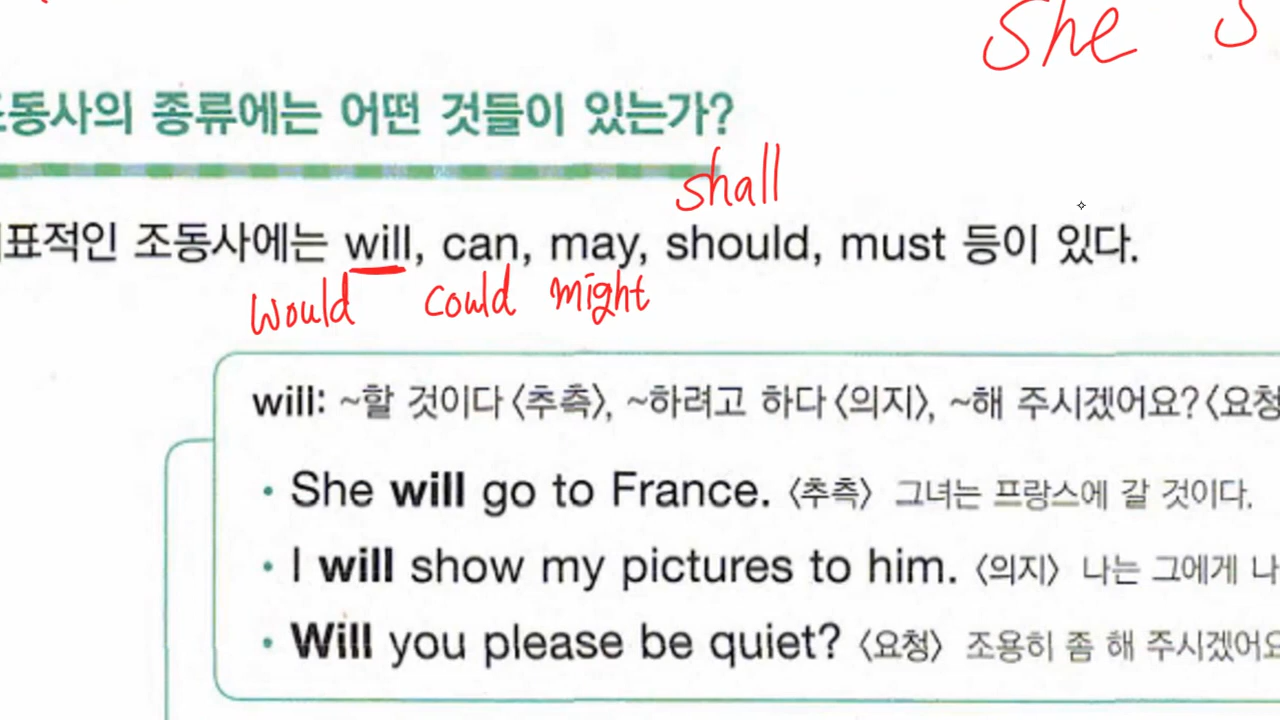 She
조동사의 종류에는 어떤 것들이 있는가?
shall
대표적인 조동사에는 will, can, may, should, must 등이 있다.
would could might
will: ~할 것이다〈추측〉, ~하려고 하다〈의지〉, ~해 주시겠어요?〈요청
• She will go to France. 〈추측〉 그녀는 프랑스에 갈 것이다.
• I will show my pictures to him. 〈의지〉 나는 그에게 나
• Will you please be quiet? 〈요청〉 조용히 좀 해 주시겠어요